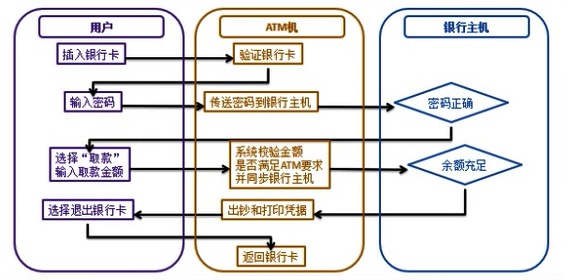 用户
ATM机
银行主机
插入银行卡
验证银行卡
输入密码
传送密码到银行主机
密码正确
选择“取款”
输入取款金额
系统校验金额
是否满足ATM要求
并同步银行主机
余额充足
选择退出银行卡
出钞和打印凭据
返回银行卡